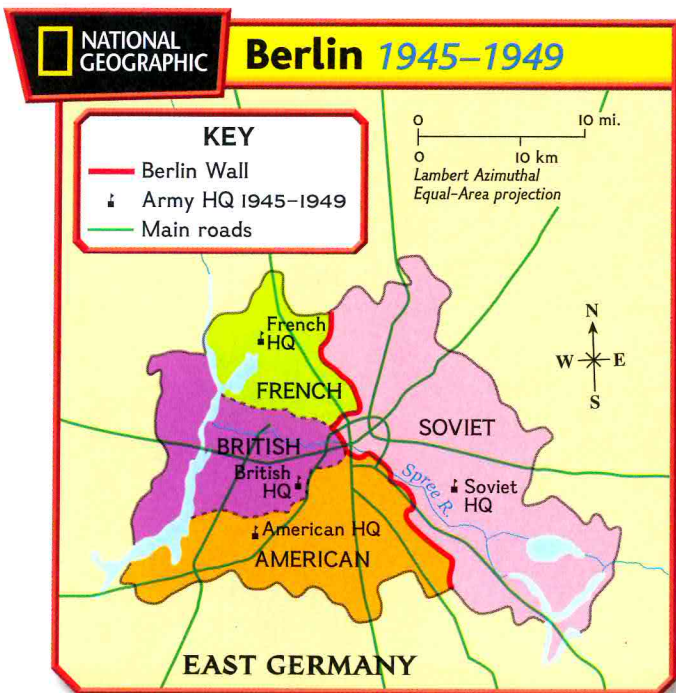 NATIONAL
GEOGRAPHIC
Berlin 1945–1949
KEY
Berlin Wall
Army HQ 1945–1949
Main roads
0 10 mi.
0 10 km
Lambert Azimuthal
Equal-Area projection
N
W E
S
French
HQ
FRENCH
SOVIET
BRITISH
British
HQ
Spree R.
Soviet
HQ
American HQ
AMERICAN
EAST GERMANY